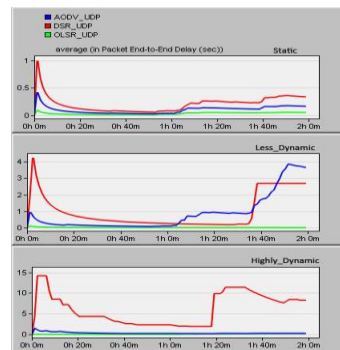 AODV_UDP
DSR_UDP
OLSR_UDP
average (in Packet End-to-End Delay (sec))
Static
1
0.5
0
0h 0m 0h 20m 0h 40m 1h 0m 1h 20m 1h 40m 2h 0m
Less_Dynamic
4
3
2
1
0
0h 0m 0h 20m 0h 40m 1h 0m 1h 20m 1h 40m 2h 0m
Highly_Dynamic
15
10
5
0
0h 0m 0h 20m 0h 40m 1h 0m 1h 20m 1h 40m 2h 0m